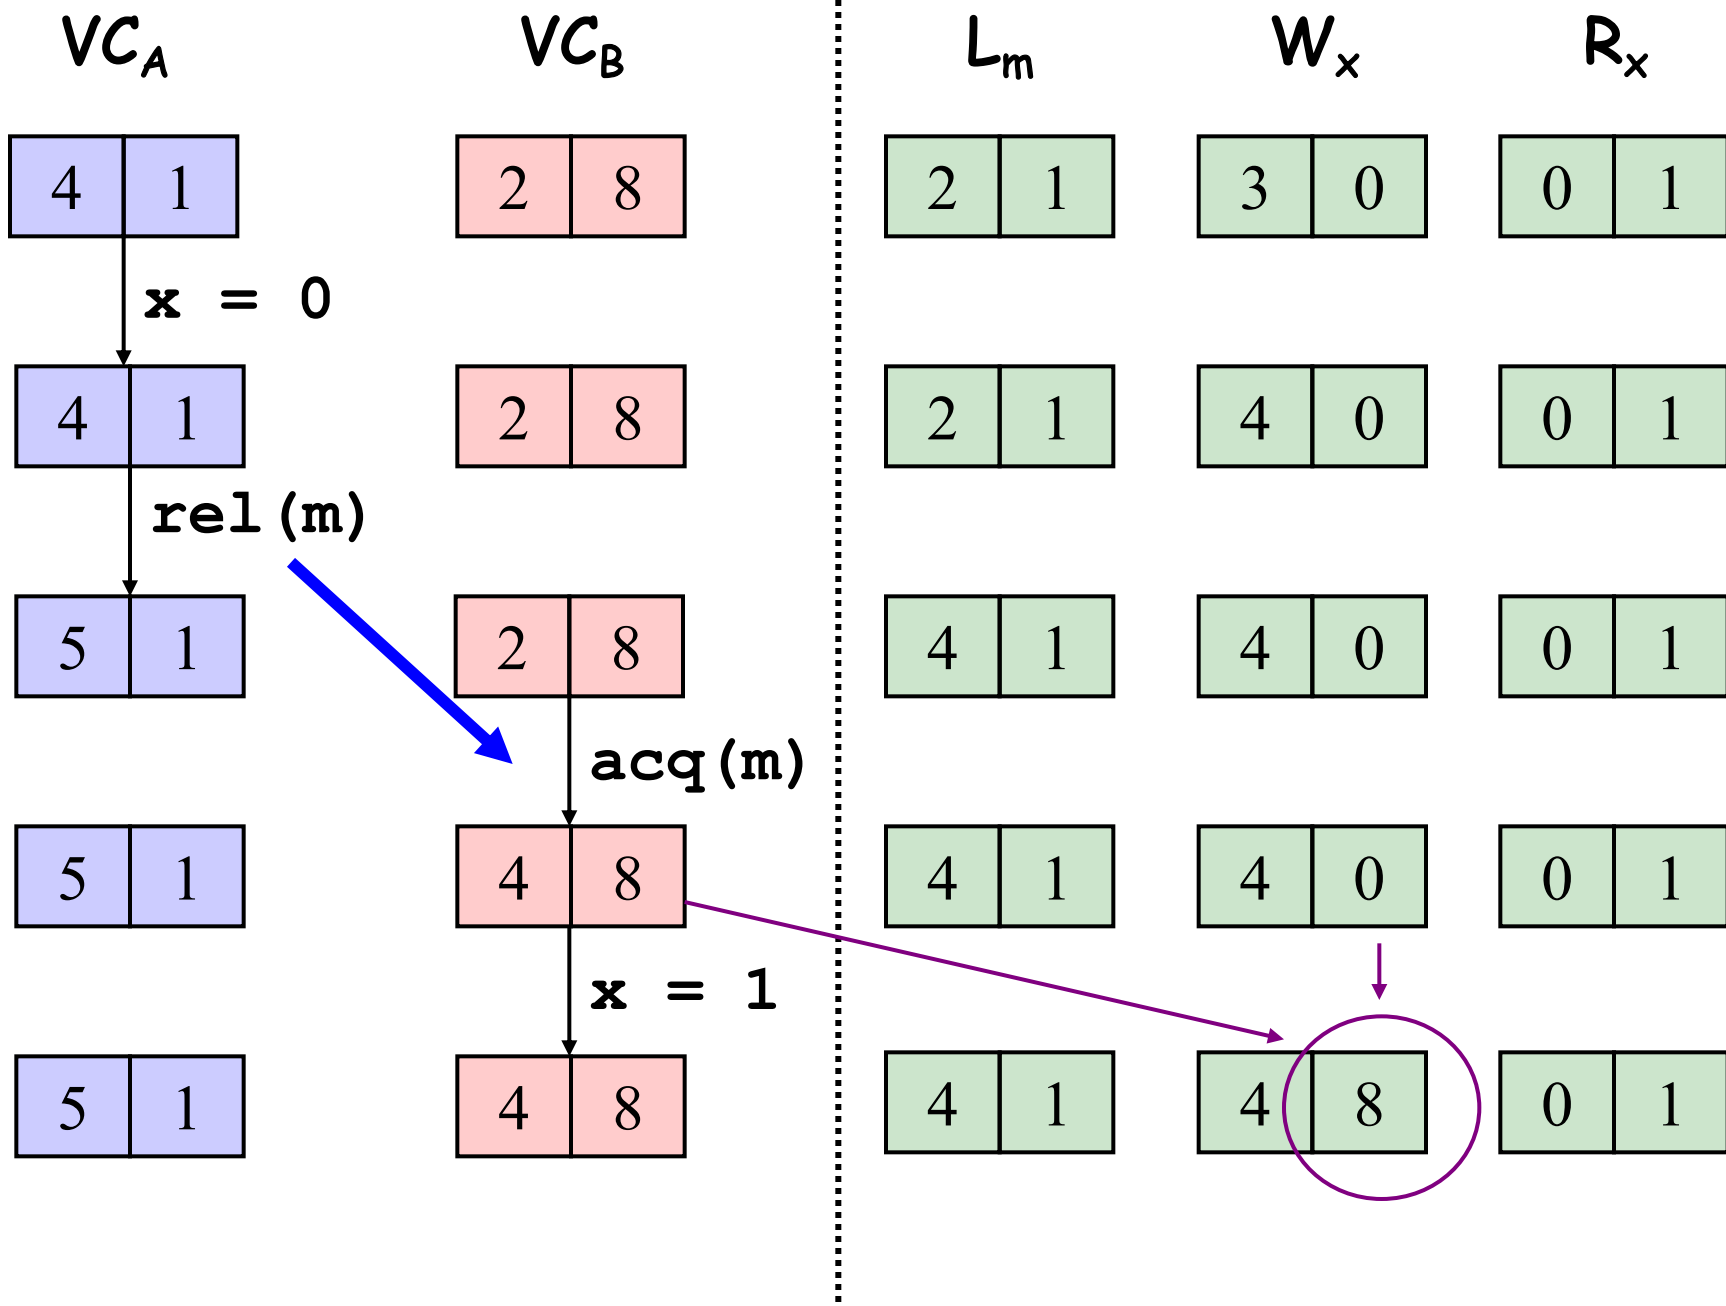 VCA VCB Lm Wx Rx
4 1 2 8 2 1 3 0 0 1
x = 0
4 1 2 8 2 1 4 0 0 1
rel(m)
5 1 2 8 4 1 4 0 0 1
acq(m)
5 1 4 8 4 1 4 0 0 1
x = 1
5 1 4 8 4 1 4 8 0 1